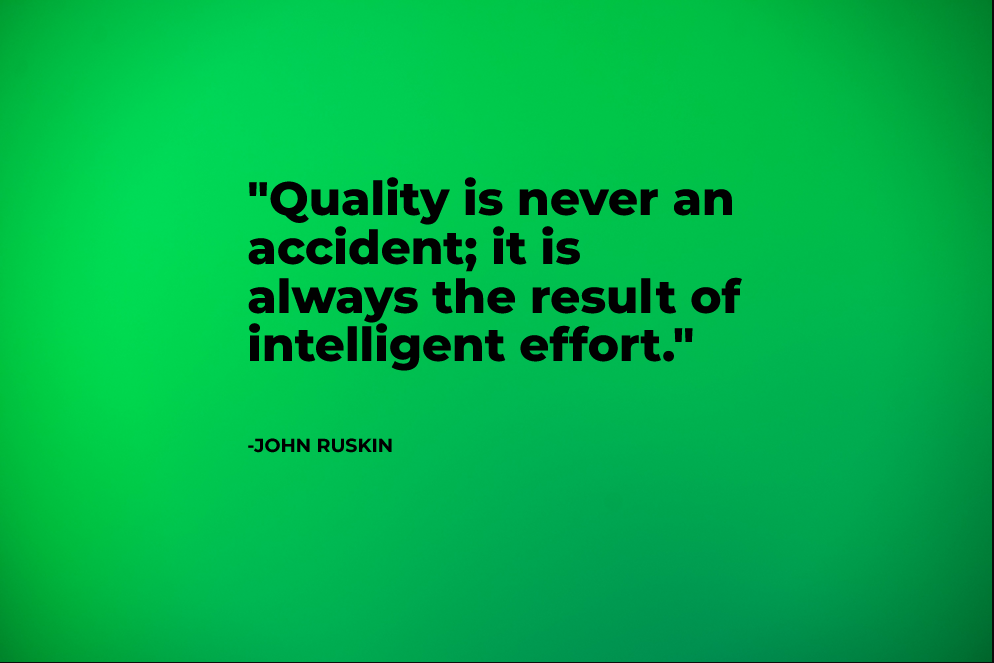 "Quality is never an
accident; it is
always the result of
intelligent effort."
-JOHN RUSKIN